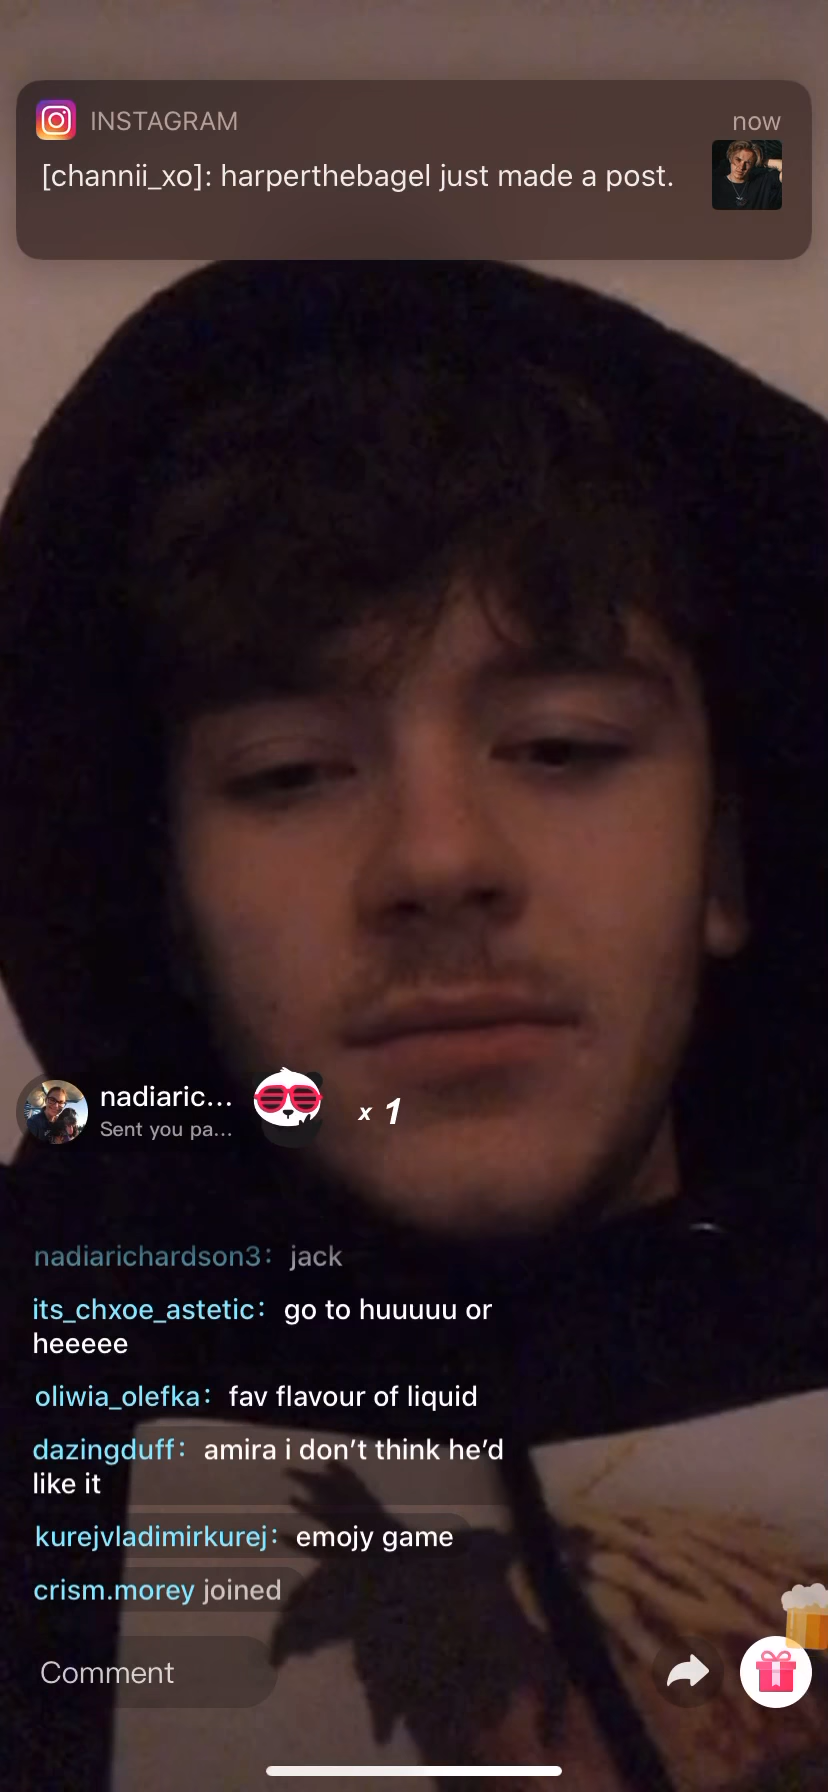 INSTAGRAM now
[channii_xo]: harperthebagel just made a post.
nadiaric...
Sent you pa...
x 1
nadiarichardson3: jack
its_chxoe_astetic: go to huuuuu or
heeeee
oliwia_olefka: fav flavour of liquid
dazingduff: amira i don’t think he’d
like it
kurejvladimirkurej: emojy game
crism.morey joined
Comment